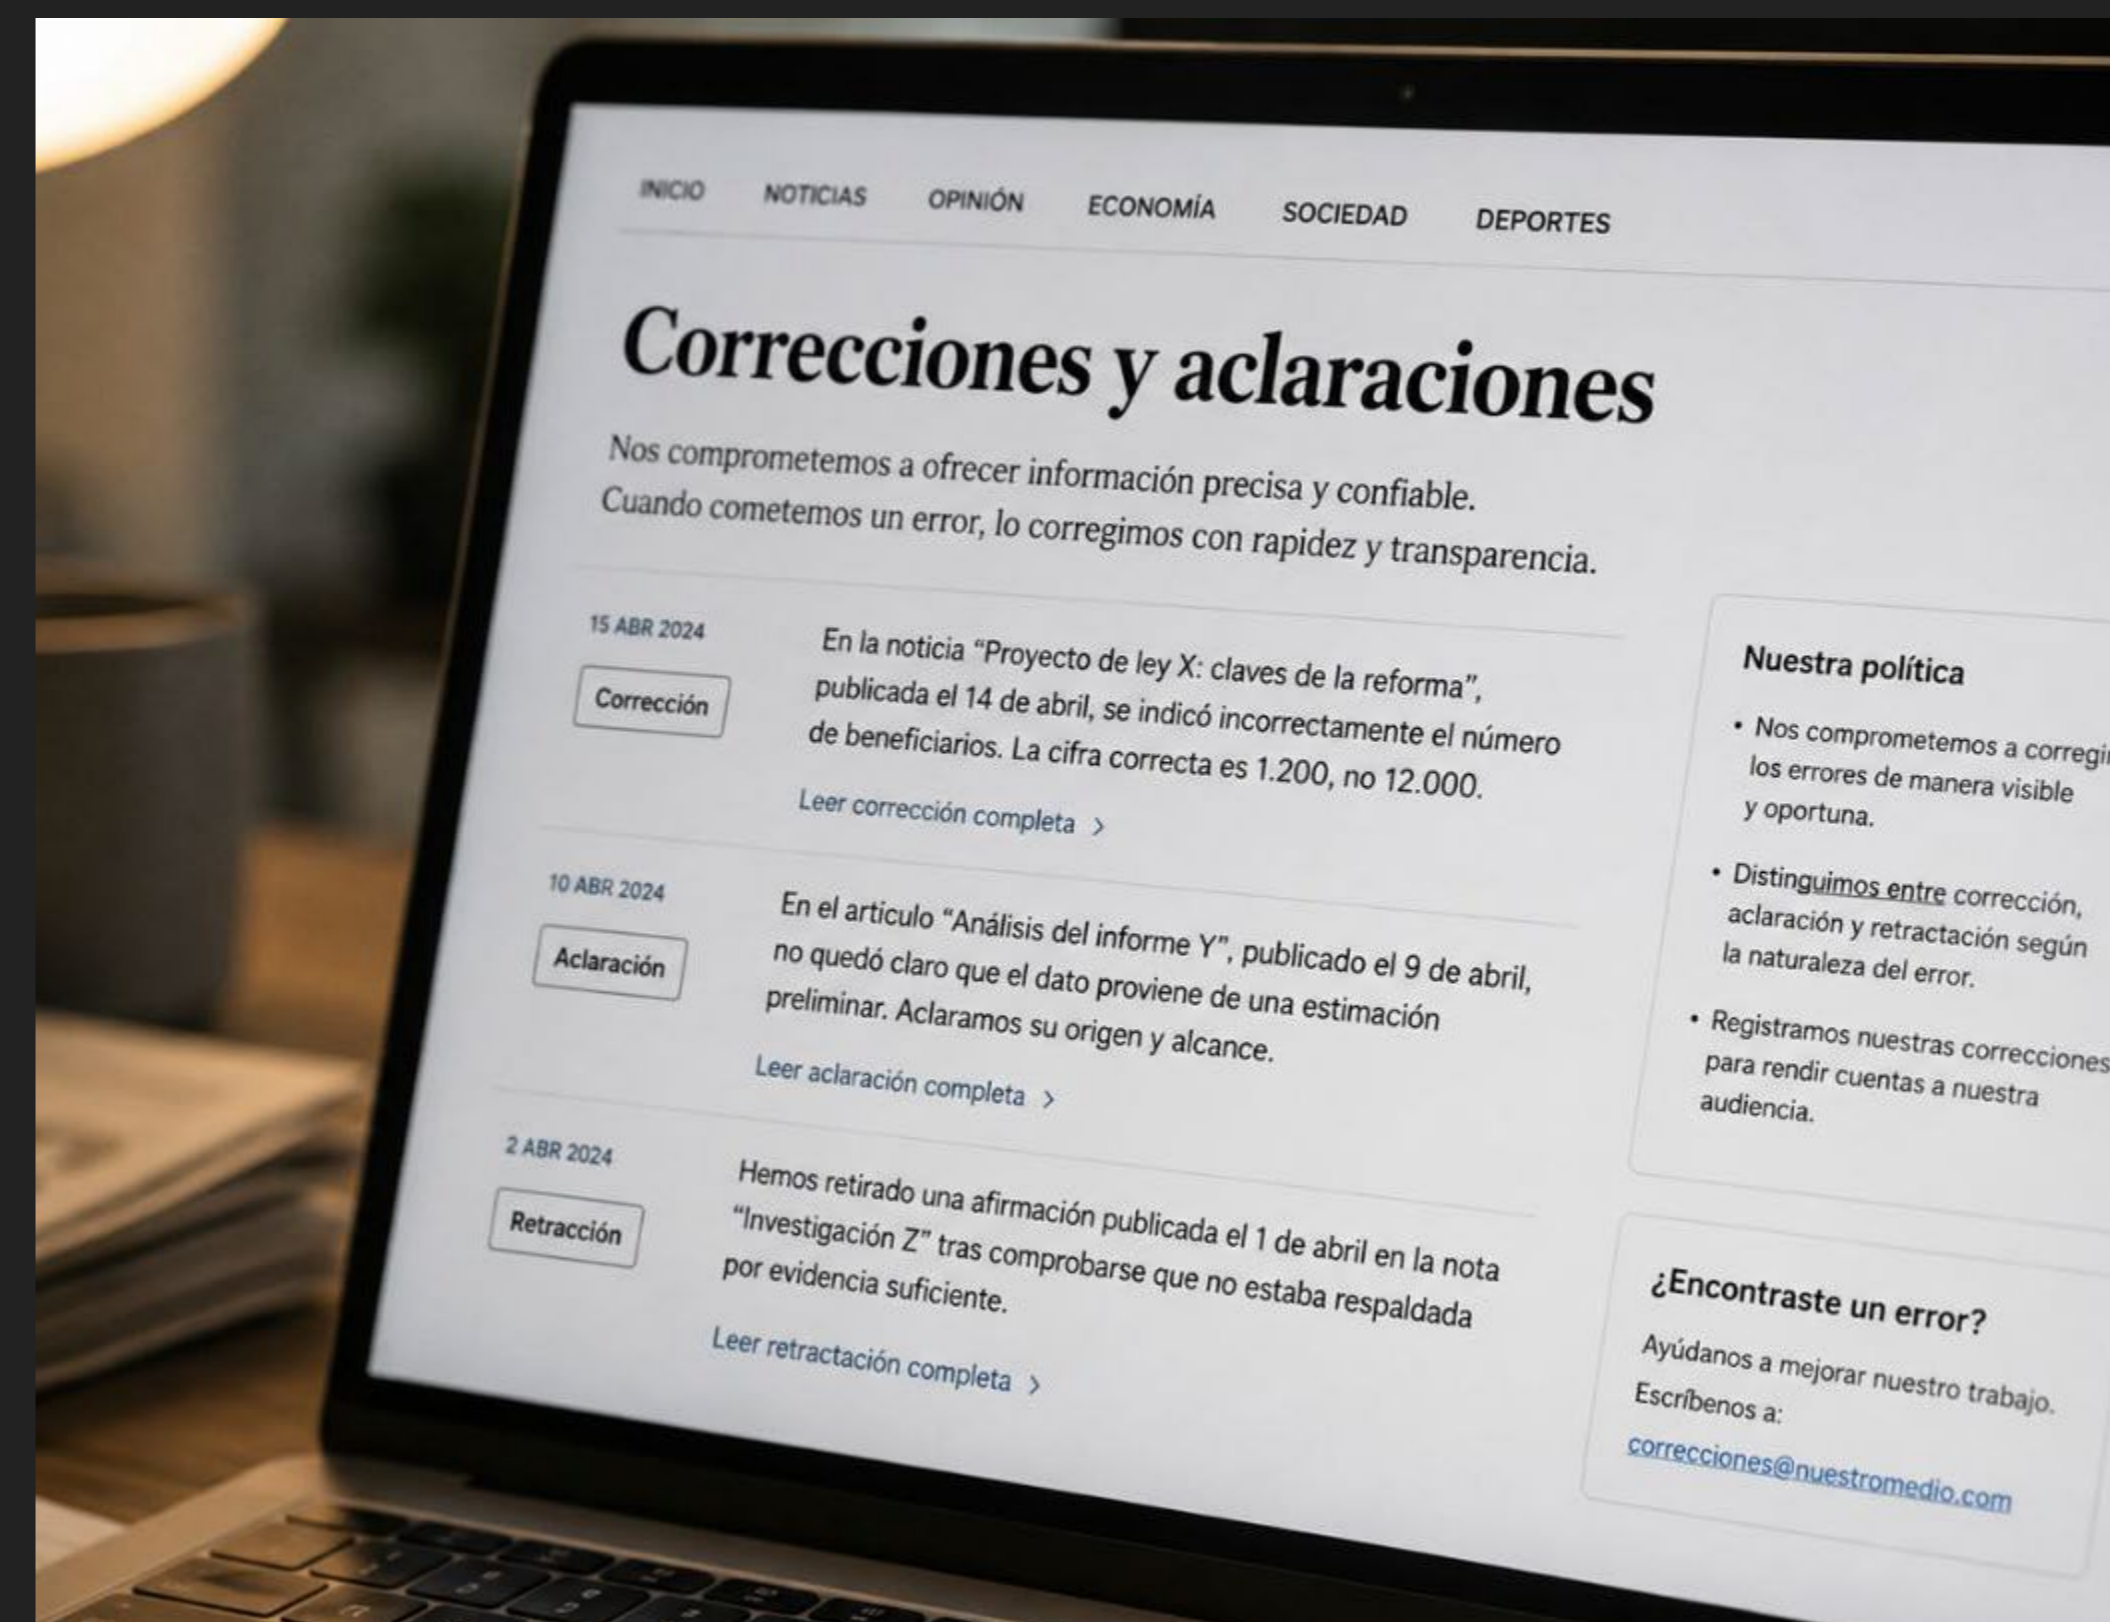 INICIO NOTICIAS OPINIÓN ECONOMÍA SOCIEDAD DEPORTES
Correcciones y aclaraciones
Nos comprometemos a ofrecer información precisa y confiable.
Cuando cometemos un error, lo corregimos con rapidez y transparencia.
15 ABR 2024
Corrección
En la noticia “Proyecto de ley X: claves de la reforma”,
publicada el 14 de abril, se indicó incorrectamente el número
de beneficiarios. La cifra correcta es 1.200, no 12.000.
Leer corrección completa >
10 ABR 2024
Aclaración
En el articulo “Análisis del informe Y”, publicado el 9 de abril,
no quedó claro que el dato proviene de una estimación
preliminar. Aclaramos su origen y alcance.
Leer aclaración completa >
2 ABR 2024
Retracción
Hemos retirado una afirmación publicada el 1 de abril en la nota
“Investigación Z” tras comprobarse que no estaba respaldada
por evidencia suficiente.
Leer retractación completa >
Nuestra política
• Nos comprometemos a corregir
los errores de manera visible
y oportuna.
• Distinguimos entre corrección,
aclaración y retractación según
la naturaleza del error.
• Registramos nuestras correcciones
para rendir cuentas a nuestra
audiencia.
¿Encontraste un error?
Ayúdanos a mejorar nuestro trabajo.
Escríbenos a:
correcciones@nuestromedio.com